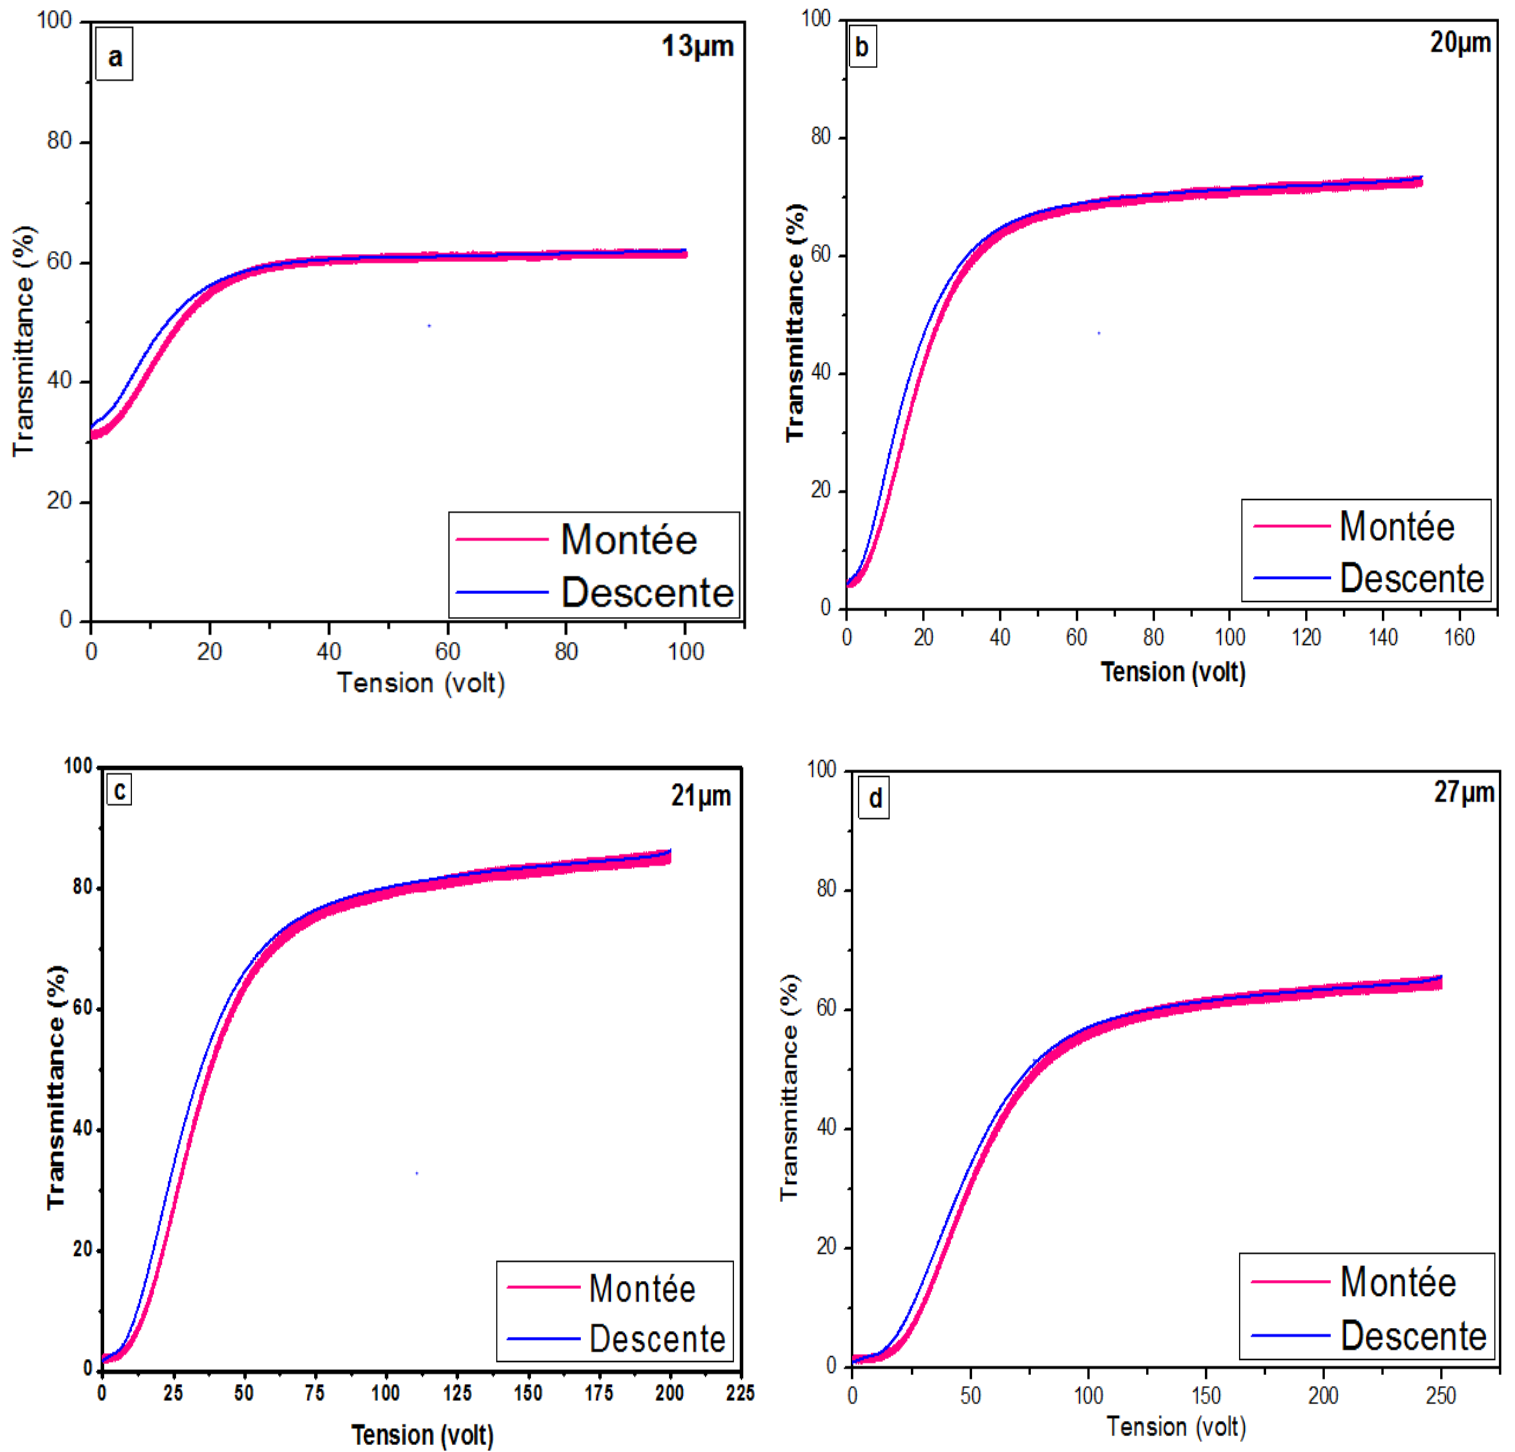 a
13µm
100
80
60
40
20
0
Transmittance (%)
Montée
Descente
0 20 40 60 80 100
Tension (volt)
b
20µm
100
80
60
40
20
0
Transmittance (%)
Montée
Descente
0 20 40 60 80 100 120 140 160
Tension (volt)
c
21µm
100
80
60
40
20
0
Transmittance (%)
Montée
Descente
0 25 50 75 100 125 150 175 200 225
Tension (volt)
d
27µm
100
80
60
40
20
0
Transmittance (%)
Montée
Descente
0 50 100 150 200 250
Tension (volt)